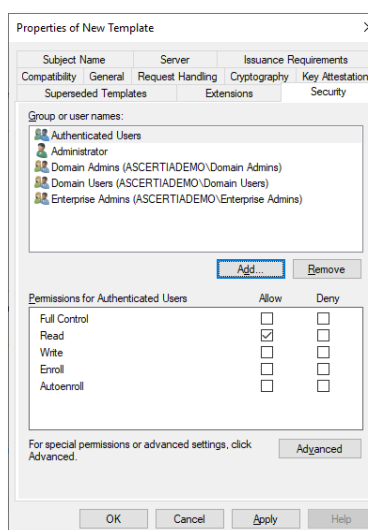 Properties of New Template
Subject Name Server Issuance Requirements
Compatibility General Request Handling Cryptography Key Attestation
Superseded Templates Extensions Security
Group or user names:
Authenticated Users
Administrator
Domain Admins (ASCERTIADEMO\Domain Admins)
Domain Users (ASCERTIADEMO\Domain Users)
Enterprise Admins (ASCERTIADEMO\Enterprise Admins)
Add... Remove
Permissions for Authenticated Users Allow Deny
Full Control
Read
Write
Enroll
Autoenroll
For special permissions or advanced settings, click
Advanced. Advanced
OK Cancel Apply Help